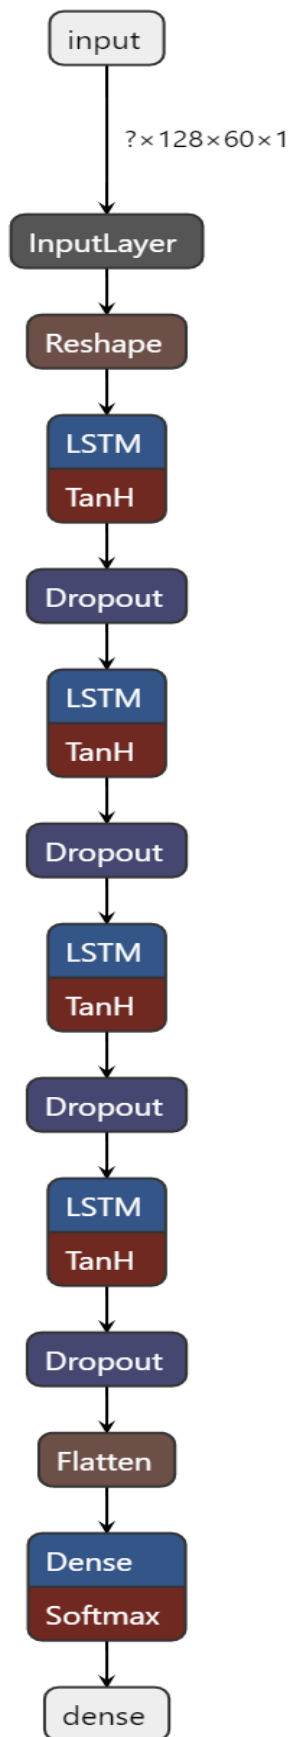 input
?×128×60×1
InputLayer
Reshape
LSTM
TanH
Dropout
LSTM
TanH
Dropout
LSTM
TanH
Dropout
LSTM
TanH
Dropout
Flatten
Dense
Softmax
dense